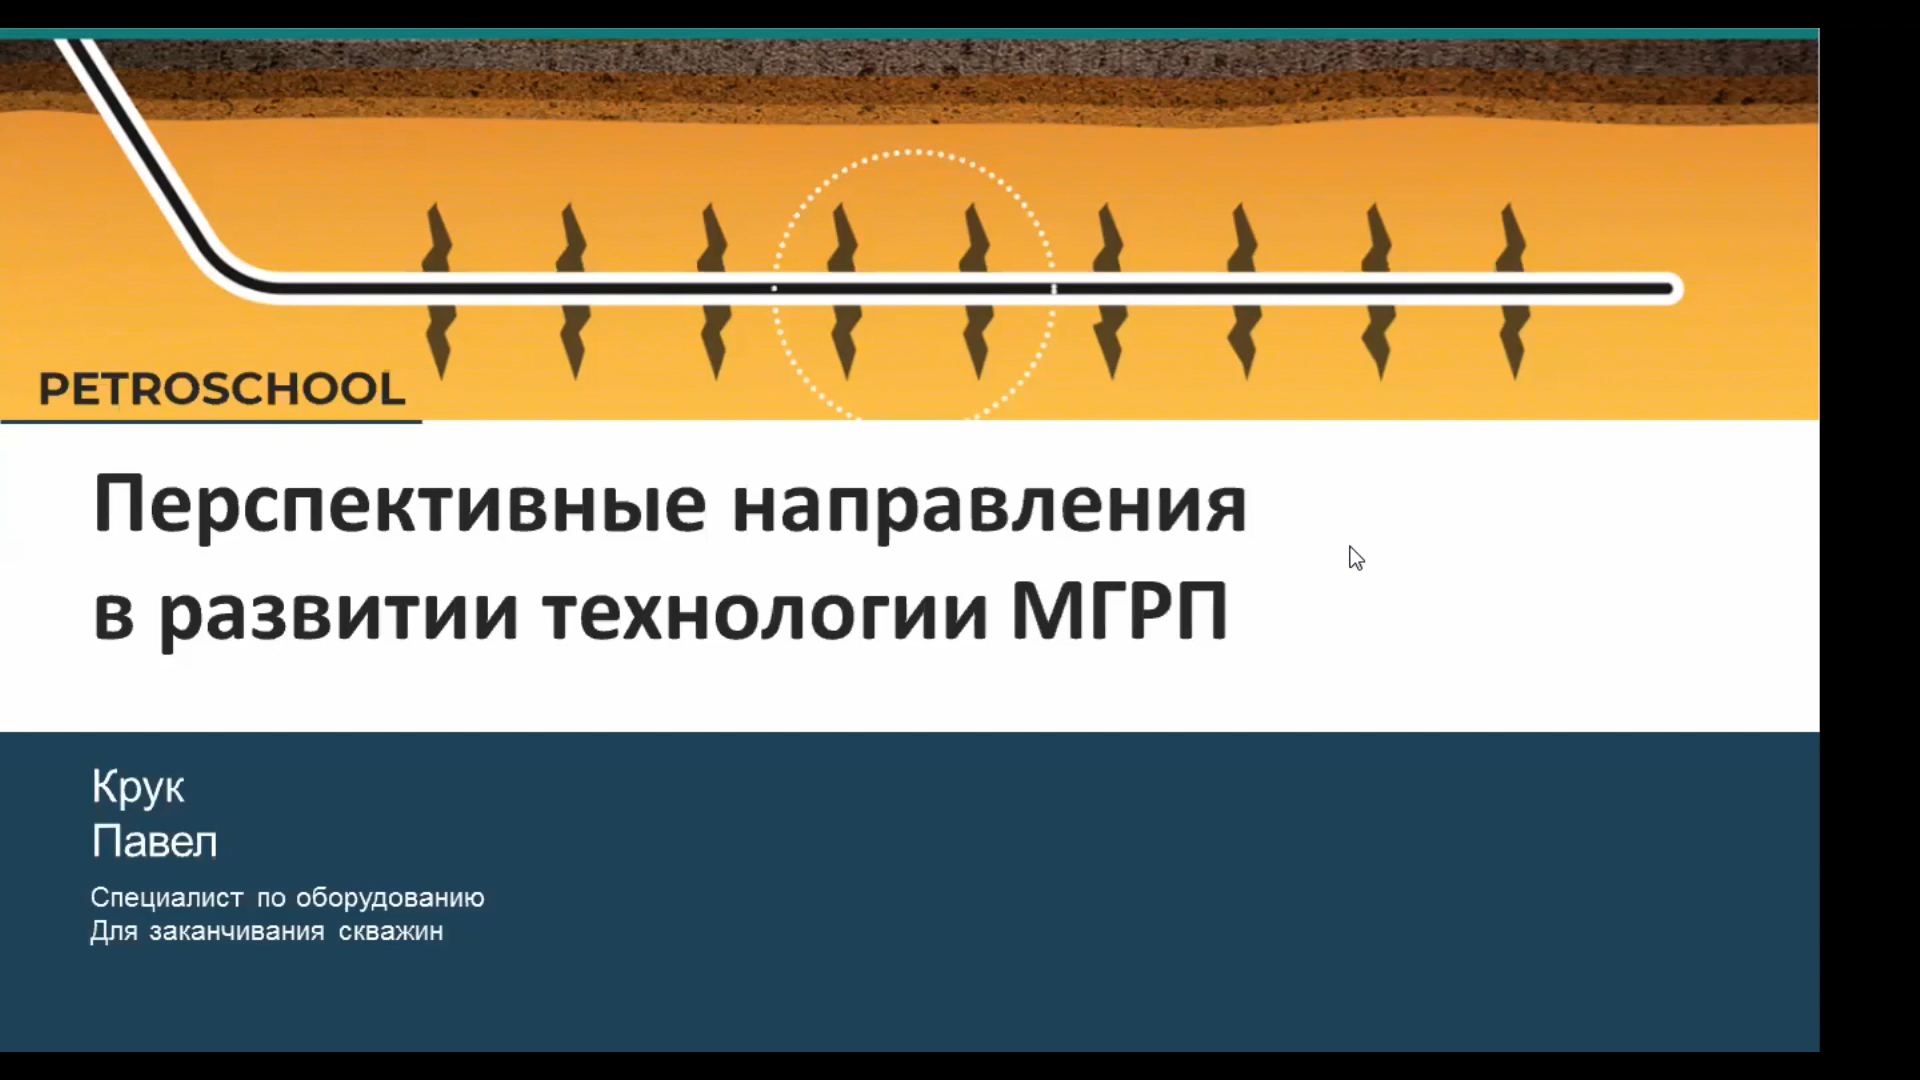 PETROSCHOOL
Перспективные направления
в развитии технологии МГРП
Крук
Павел
Специалист по оборудованию
Для заканчивания скважин